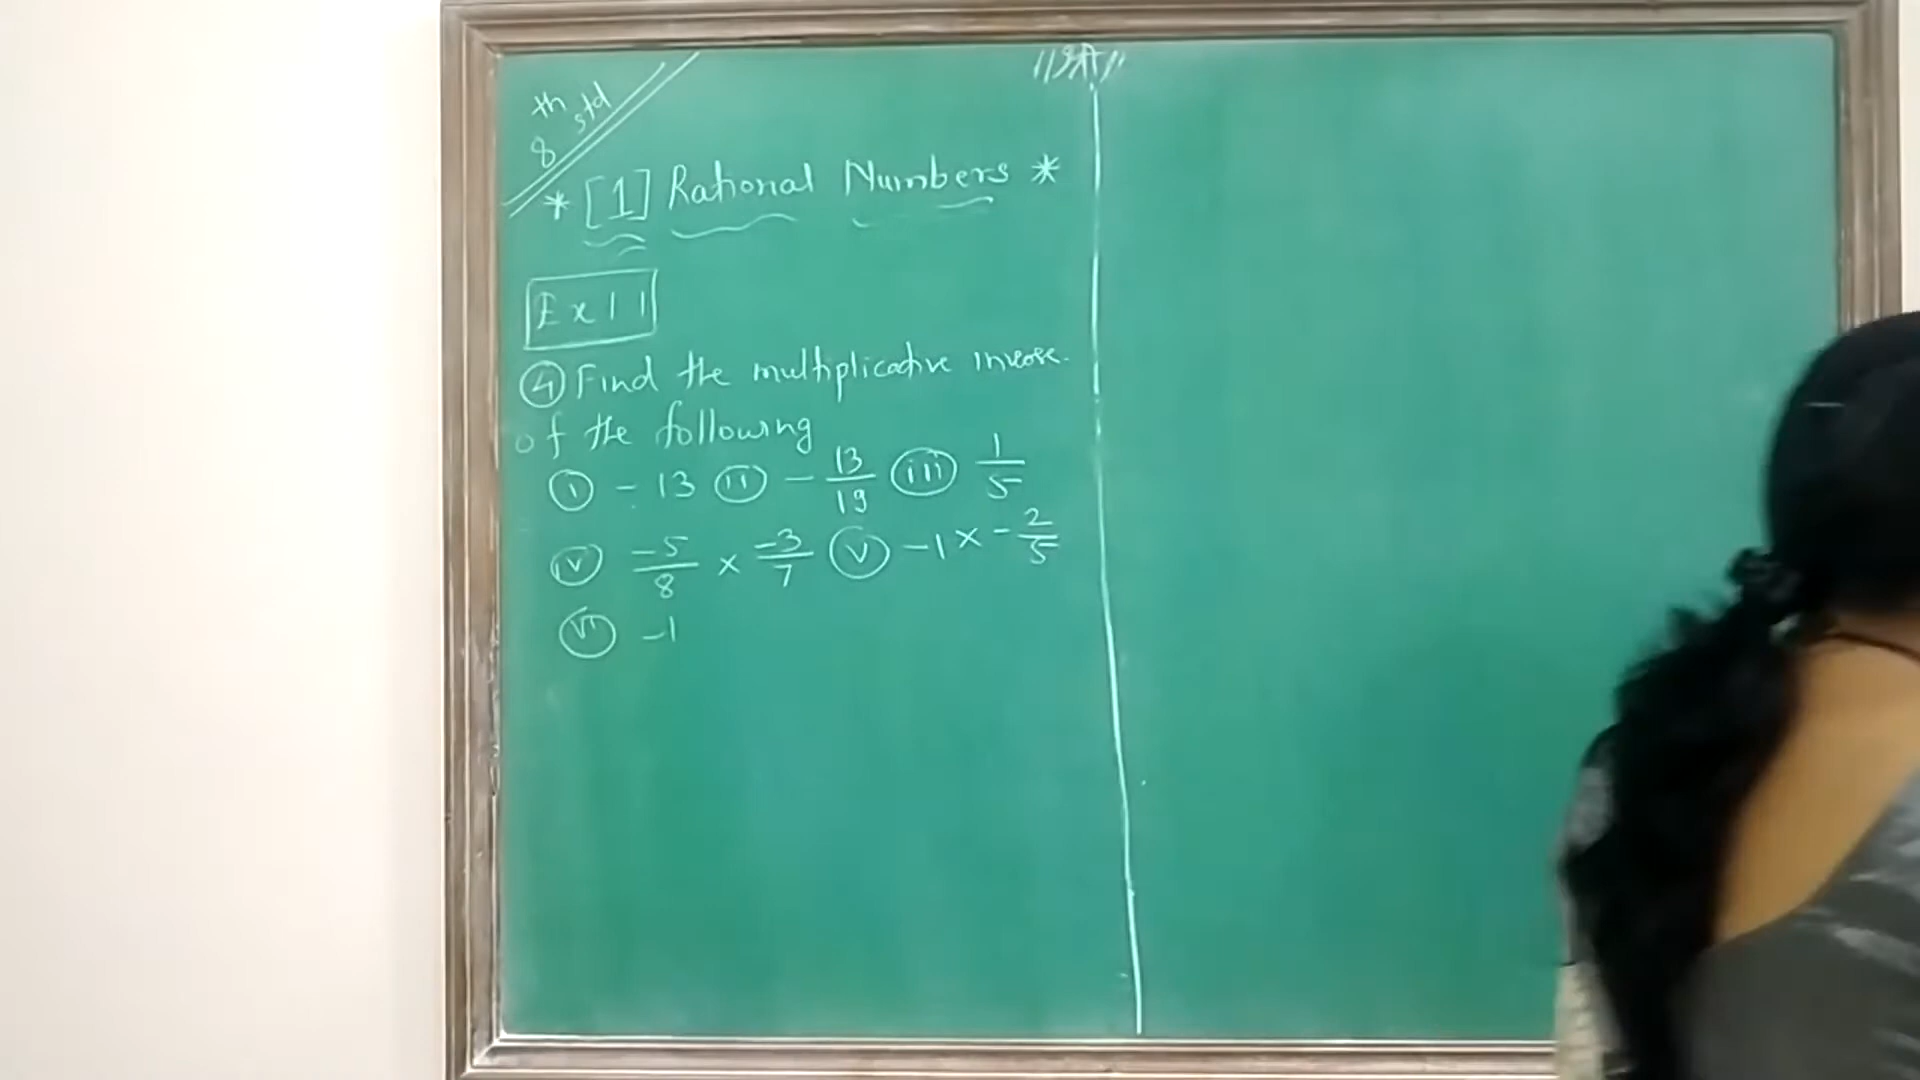 8th std
॥ श्री ॥
* [1] Rational Numbers *
Ex 1.1
④ Find the multiplicative inverse.
of the following
(i) -13 (ii) -13/19 (iii) 1/5
(iv) -5/8 × -3/7 (v) -1 × -2/5
(vi) -1